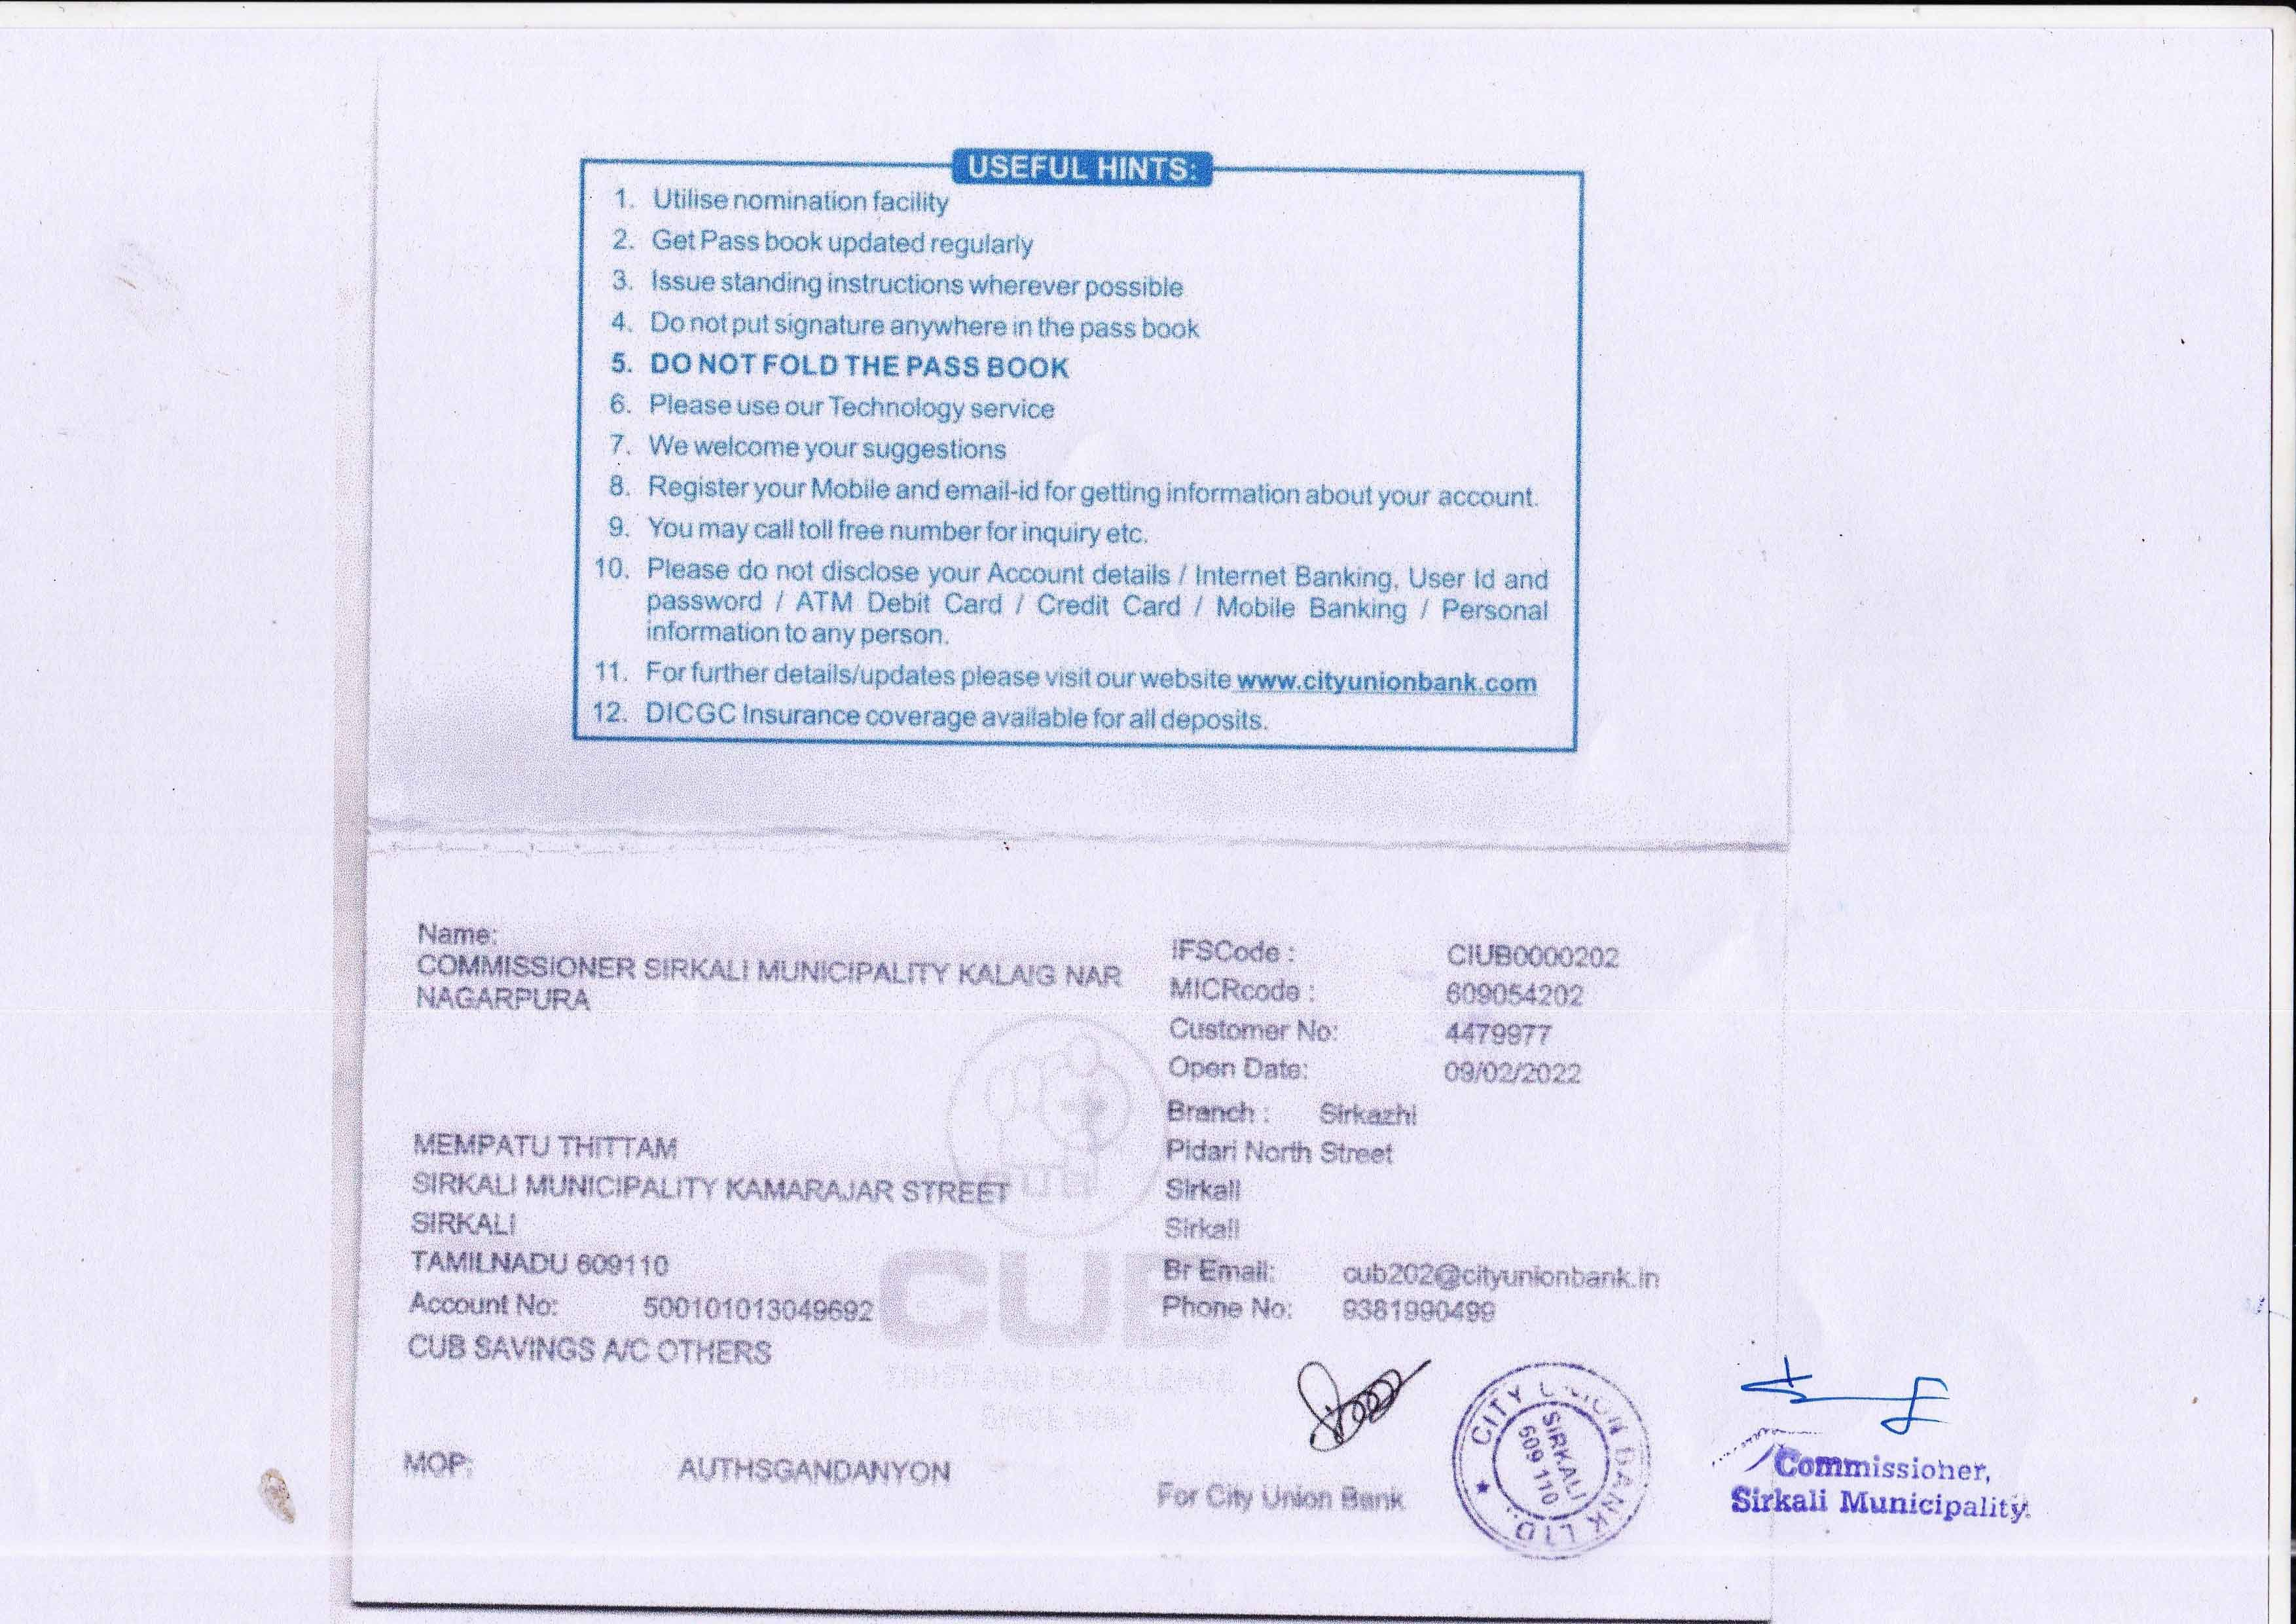 USEFUL HINTS:
1. Utilise nomination facility
2. Get Pass book updated regularly
3. Issue standing instructions wherever possible
4. Do not put signature anywhere in the pass book
5. DO NOT FOLD THE PASS BOOK
6. Please use our Technology service
7. We welcome your suggestions
8. Register your Mobile and email-id for getting information about your account.
9. You may call toll free number for inquiry etc.
10. Please do not disclose your Account details / Internet Banking, User Id and
password / ATM Debit Card / Credit Card / Mobile Banking / Personal
information to any person.
11. For further details/updates please visit our website www.cityunionbank.com
12. DICGC Insurance coverage available for all deposits.
Name:
COMMISSIONER SIRKALI MUNICIPALITY KALAIG NAR
NAGARPURA
MEMPATU THITTAM
SIRKALI MUNICIPALITY KAMARAJAR STREET
SIRKALI
TAMILNADU 609110
Account No: 500101013049692
CUB SAVINGS A/C OTHERS
MOP: AUTHSGANDANYON
IFSCode : CIUB0000202
MICRcode : 609054202
Customer No: 4479977
Open Date: 09/02/2022
Branch : Sirkazhi
Pidari North Street
Sirkali
Sirkali
Br Email: cub202@cityunionbank.in
Phone No: 9381990499
For City Union Bank
CUB
TRUST AND EXCELLENCE
CITY UNION BANK LTD.
SIRKALI
609 110
Commissioner,
Sirkali Municipality.